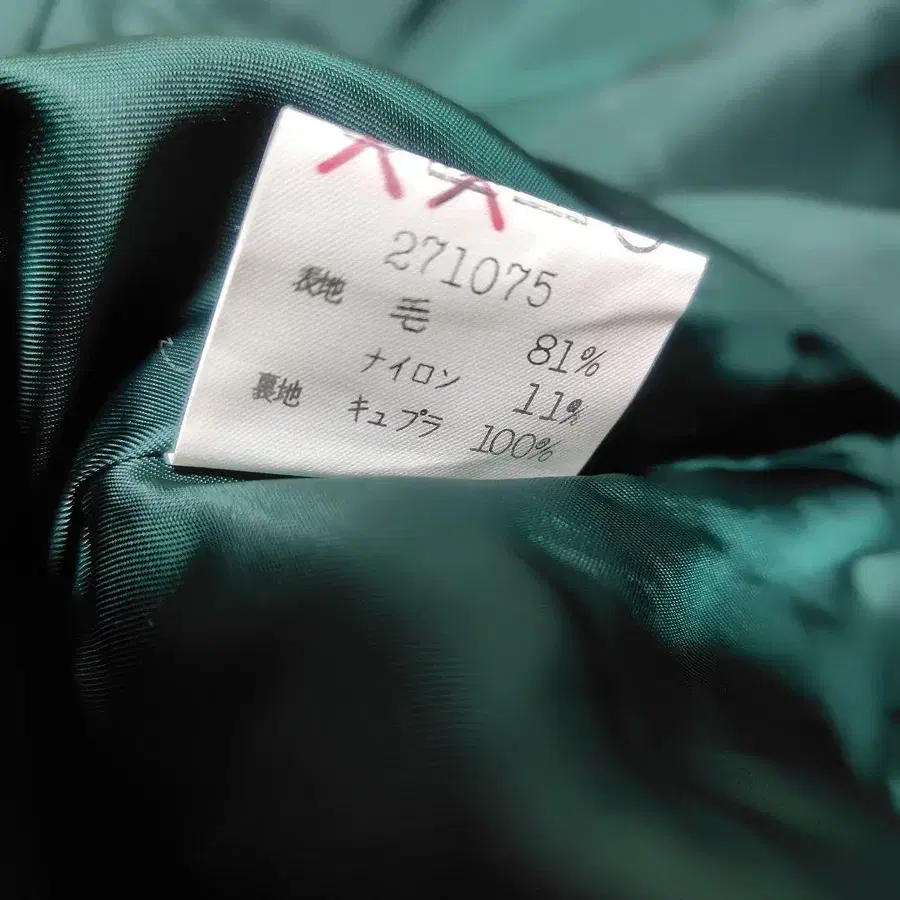 271075
表地 毛 81%
ナイロン 11%
裏地 キュプラ 100%